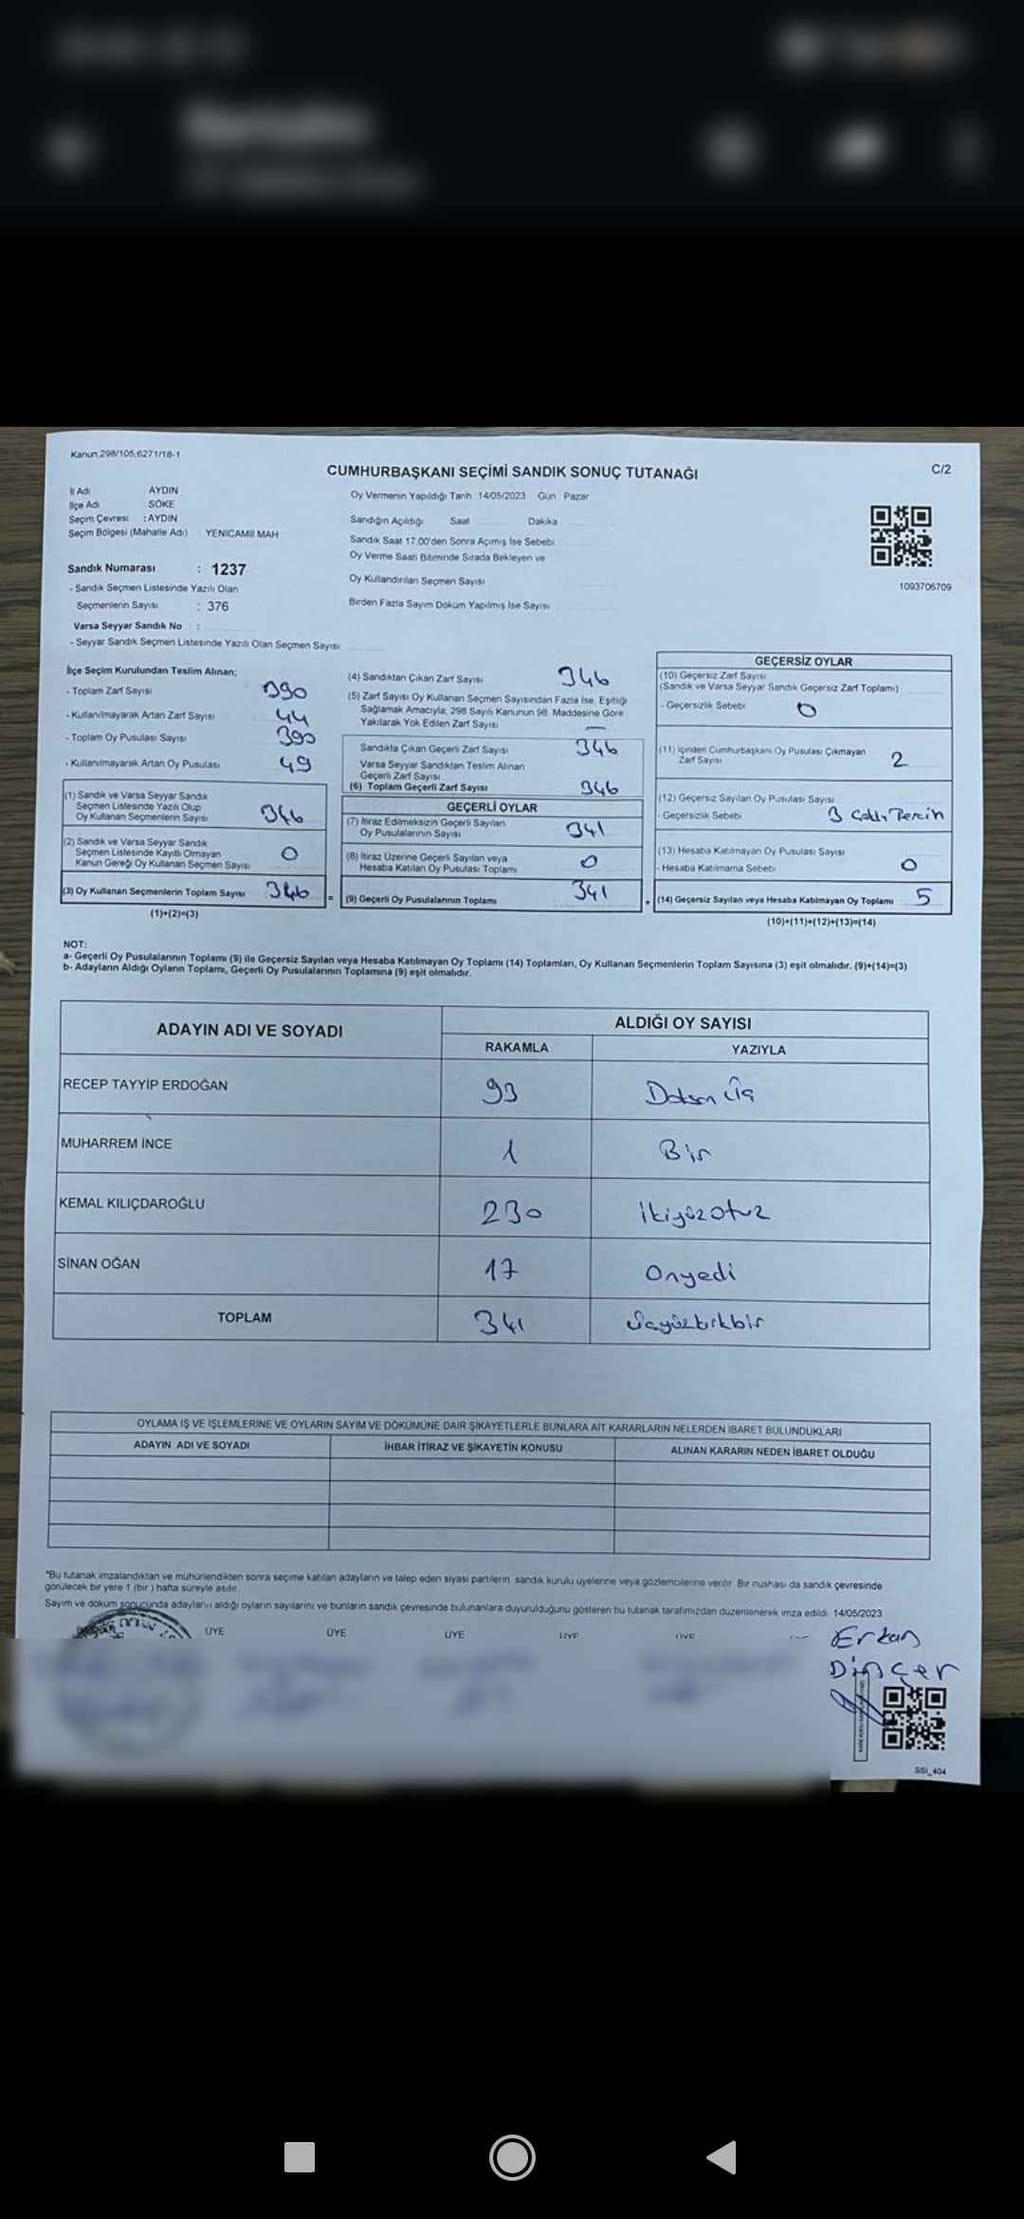 Kanun 298/105,6271/18-1
CUMHURBAŞKANI SEÇİMİ SANDIK SONUÇ TUTANAĞI
C/2
İl Adı AYDIN
İlçe Adı : SÖKE
Seçim Çevresi : AYDIN
Seçim Bölgesi (Mahalle Adı) YENİCAMİİ MAH
Oy Vermenin Yapıldığı Tarih : 14/05/2023 Gün : Pazar
Sandığın Açıldığı Saat Dakika
Sandık Saat 17.00'den Sonra Açımış İse Sebebi
Oy Verme Saati Bitiminde Sırada Bekleyen ve
Oy Kullandırılan Seçmen Sayısı
Birden Fazla Sayım Döküm Yapılmış İse Sayısı
1093706709
Sandık Numarası : 1237
- Sandık Seçmen Listesinde Yazılı Olan
Seçmenlerin Sayısı : 376
Varsa Seyyar Sandık No :
- Seyyar Sandık Seçmen Listesinde Yazılı Olan Seçmen Sayısı
İlçe Seçim Kurulundan Teslim Alınan;
- Toplam Zarf Sayısı 390
- Kullanılmayarak Artan Zarf Sayısı 44
- Toplam Oy Pusulası Sayısı 390
- Kullanılmayarak Artan Oy Pusulası 49
(1) Sandık ve Varsa Seyyar Sandık
Seçmen Listesinde Yazılı Olup
Oy Kullanan Seçmenlerin Sayısı 346
(2) Sandık ve Varsa Seyyar Sandık
Seçmen Listesinde Kayıtlı Olmayan
Kanun Gereği Oy Kullanan Seçmen Sayısı 0
(3) Oy Kullanan Seçmenlerin Toplam Sayısı 346 =
(1)+(2)=(3)
(4) Sandıktan Çıkan Zarf Sayısı 346
(5) Zarf Sayısı Oy Kullanan Seçmen Sayısından Fazla İse, Eşitliği
Sağlamak Amacıyla, 298 Sayılı Kanunun 98. Maddesine Göre
Yakılarak Yok Edilen Zarf Sayısı —
Sandıkta Çıkan Geçerli Zarf Sayısı 346
Varsa Seyyar Sandıktan Teslim Alınan
Geçerli Zarf Sayısı
(6) Toplam Geçerli Zarf Sayısı 346
GEÇERLİ OYLAR
(7) İtiraz Edilmeksizin Geçerli Sayılan
Oy Pusulalarının Sayısı 341
(8) İtiraz Üzerine Geçerli Sayılan veya
Hesaba Katılan Oy Pusulası Toplamı 0
(9) Geçerli Oy Pusulalarının Toplamı 341 +
GEÇERSİZ OYLAR
(10) Geçersiz Zarf Sayısı
(Sandık ve Varsa Seyyar Sandık Geçersiz Zarf Toplamı)
- Geçersizlik Sebebi 0
(11) İçinden Cumhurbaşkanı Oy Pusulası Çıkmayan
Zarf Sayısı 2
(12) Geçersiz Sayılan Oy Pusulası Sayısı
- Geçersizlik Sebebi 3 Çoklu Tercih
(13) Hesaba Katılmayan Oy Pusulası Sayısı
- Hesaba Katılmama Sebebi 0
(14) Geçersiz Sayılan veya Hesaba Katılmayan Oy Toplamı 5
(10)+(11)+(12)+(13)=(14)
NOT:
a- Geçerli Oy Pusulalarının Toplamı (9) ile Geçersiz Sayılan veya Hesaba Katılmayan Oy Toplamı (14) Toplamları, Oy Kullanan Seçmenlerin Toplam Sayısına (3) eşit olmalıdır. (9)+(14)=(3)
b- Adayların Aldığı Oyların Toplamı, Geçerli Oy Pusulalarının Toplamına (9) eşit olmalıdır.
ADAYIN ADI VE SOYADI ALDIĞI OY SAYISI
RAKAMLA YAZIYLA
RECEP TAYYİP ERDOĞAN 93 Doksan Üç
MUHARREM İNCE 1 Bir
KEMAL KILIÇDAROĞLU 230 ikiyüzotuz
SİNAN OĞAN 17 Onyedi
TOPLAM 341 üçyüzkırkbir
OYLAMA İŞ VE İŞLEMLERİNE VE OYLARIN SAYIM VE DÖKÜMÜNE DAİR ŞİKAYETLERLE BUNLARA AİT KARARLARIN NELERDEN İBARET BULUNDUKLARI
ADAYIN ADI VE SOYADI İHBAR İTİRAZ VE ŞİKAYETİN KONUSU ALINAN KARARIN NEDEN İBARET OLDUĞU
*Bu tutanak imzalandıktan ve mühürlendikten sonra seçime katılan adayların ve talep eden siyasi partilerin sandık kurulu üyelerine veya gözlemcilerine verilir. Bir nüshası da sandık çevresinde
görülecek bir yere 1 (bir) hafta süreyle asılır.
Sayım ve döküm sonucunda adayların aldığı oyların sayılarını ve bunların sandık çevresinde bulunanlara duyurulduğunu gösteren bu tutanak tarafımızdan düzenlenerek imza edildi. 14/05/2023
ÜYE ÜYE ÜYE ÜYE ÜYE
Erkan
Dinçer
SSI_404